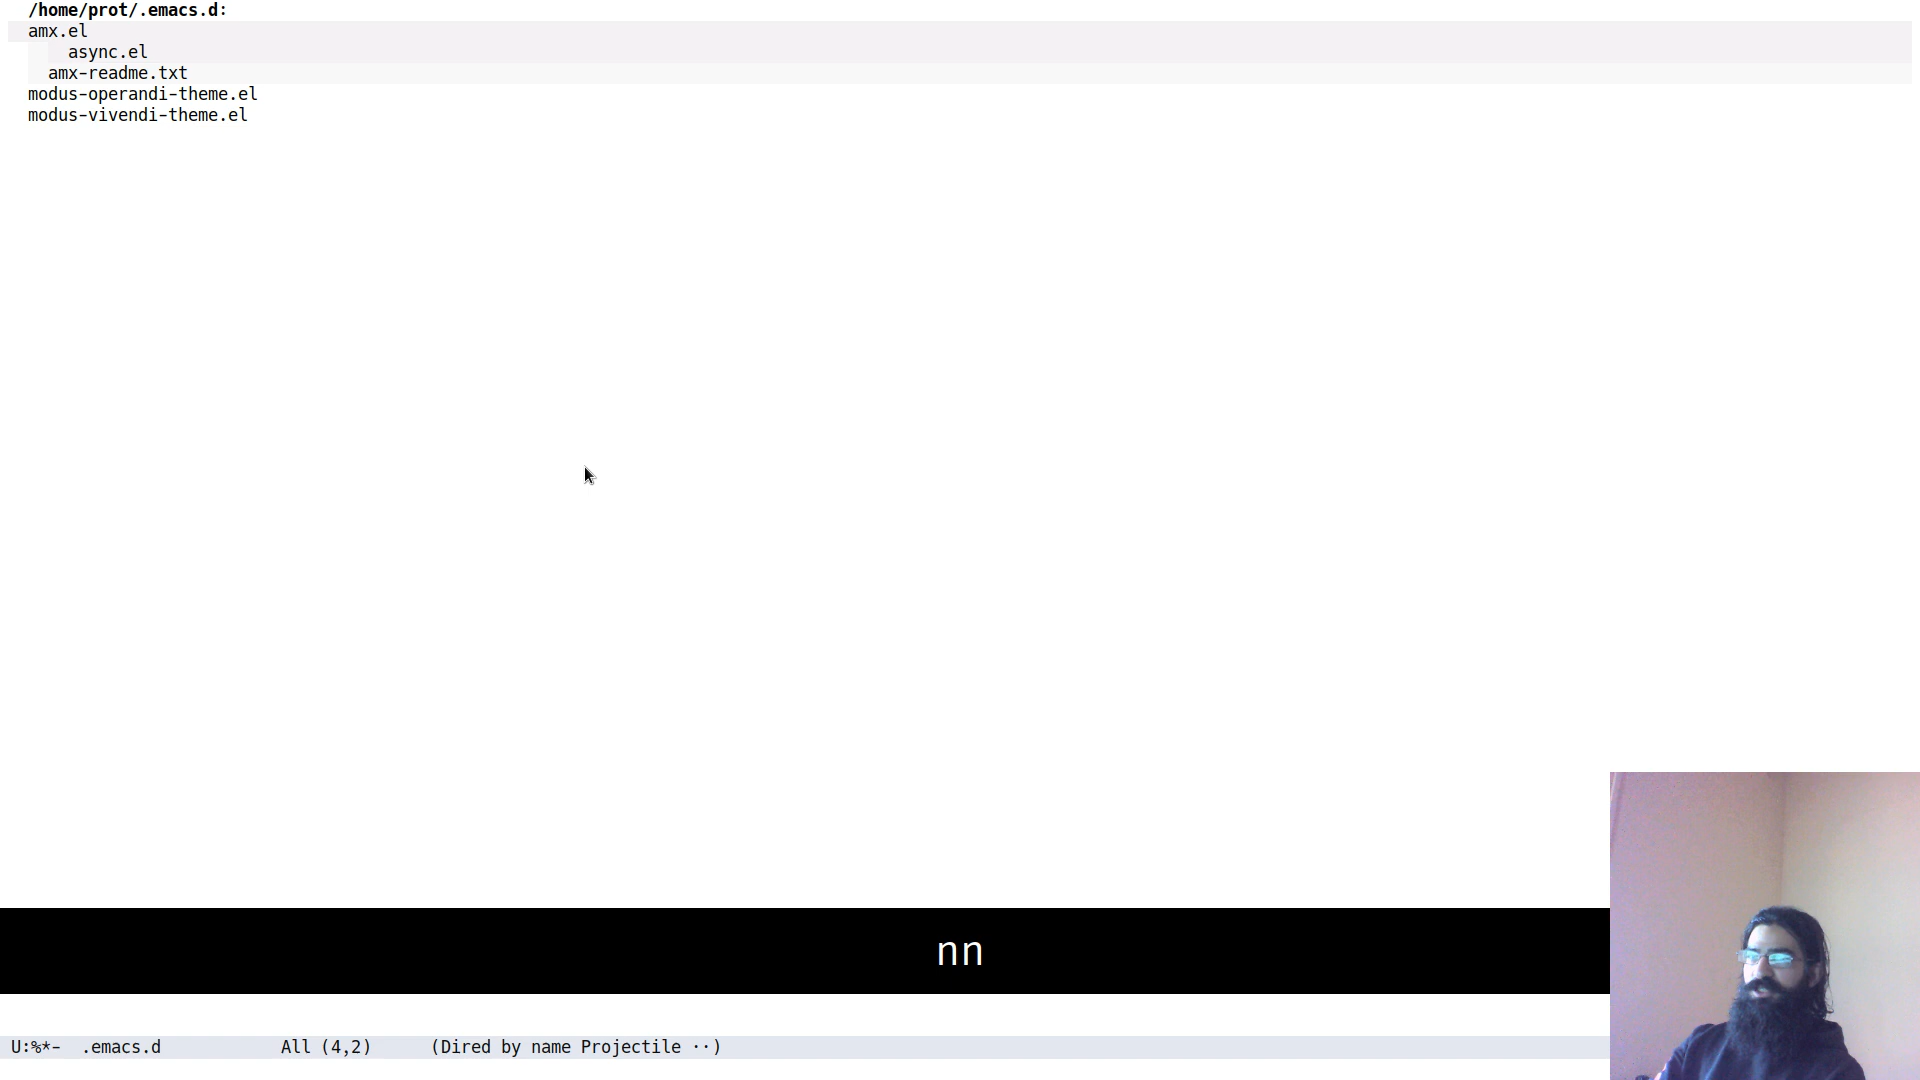 /home/prot/.emacs.d:
amx.el
async.el
amx-readme.txt
modus-operandi-theme.el
modus-vivendi-theme.el
nn
U:%*- .emacs.d All (4,2) (Dired by name Projectile ··)